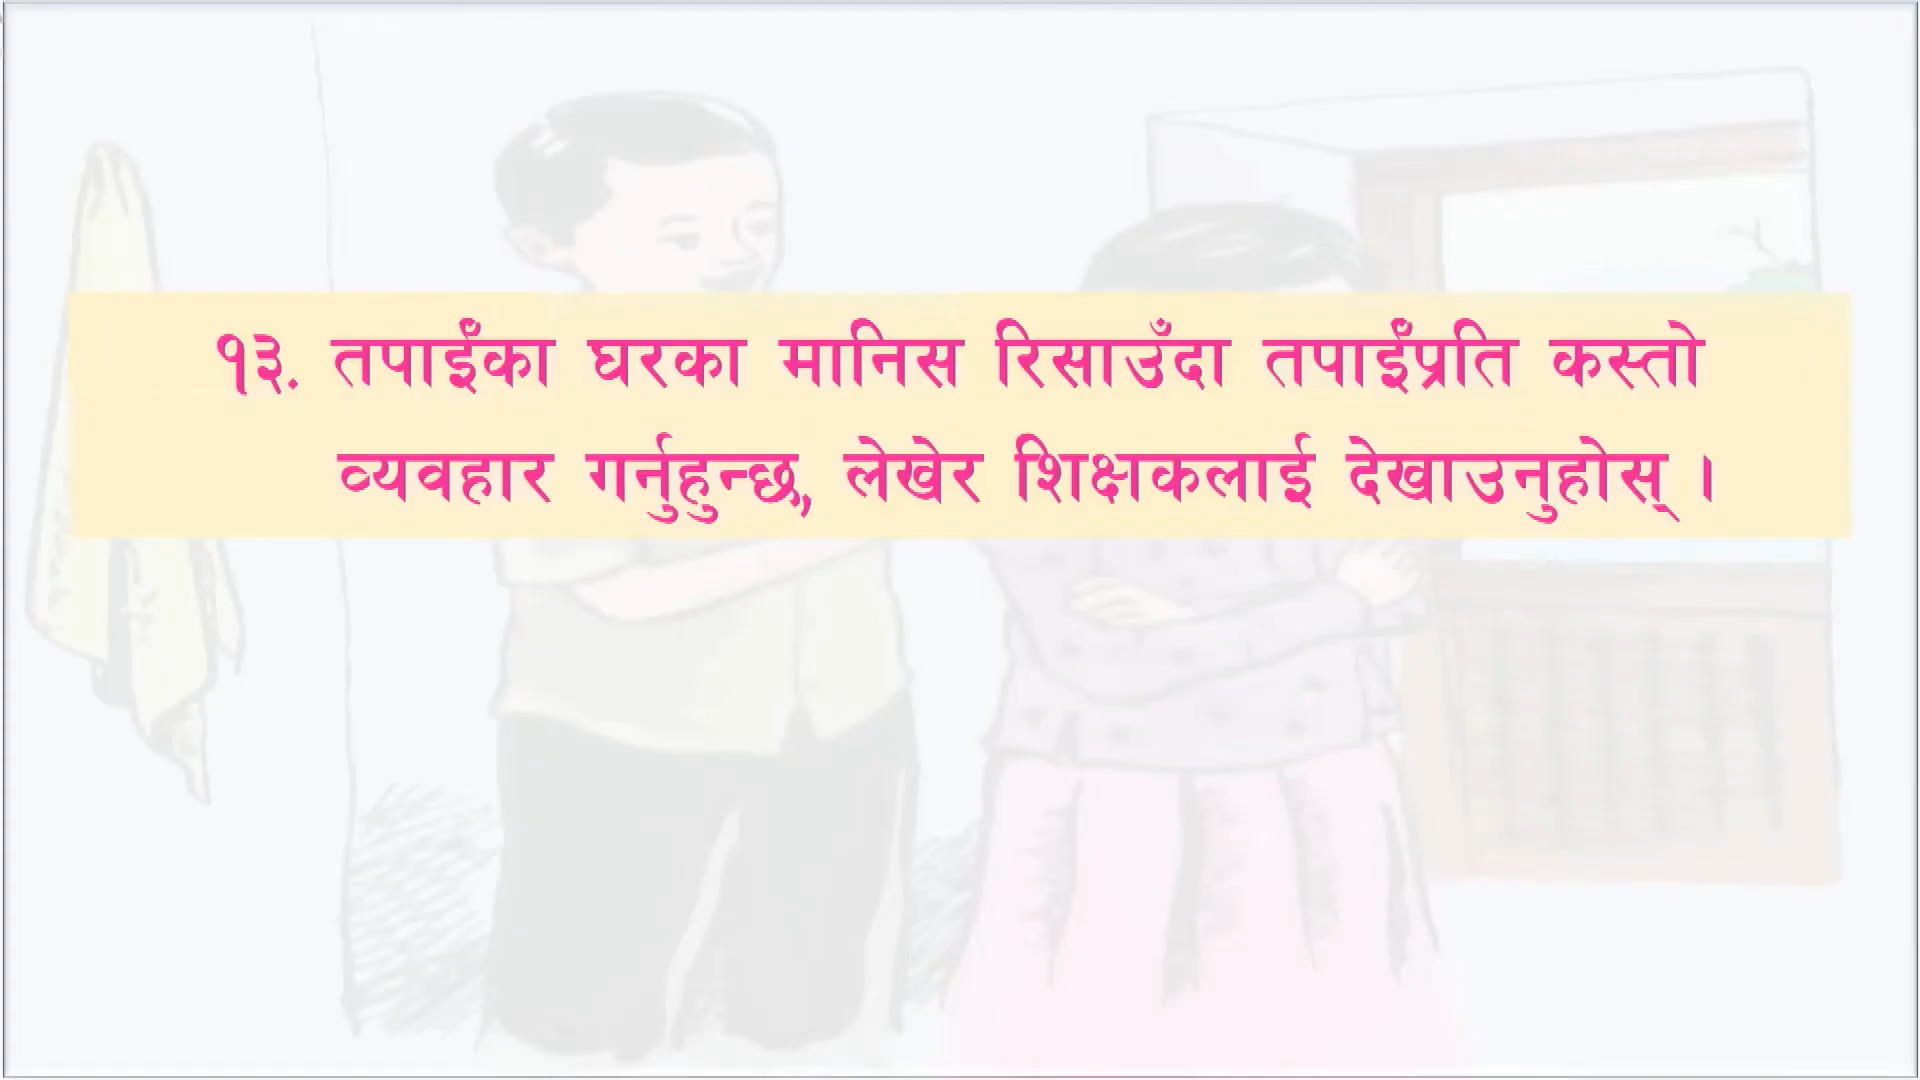 १३. तपाईंका घरका मानिस रिसाउँदा तपाईंप्रति कस्तो
व्यवहार गर्नुहुन्छ, लेखेर शिक्षकलाई देखाउनुहोस् ।